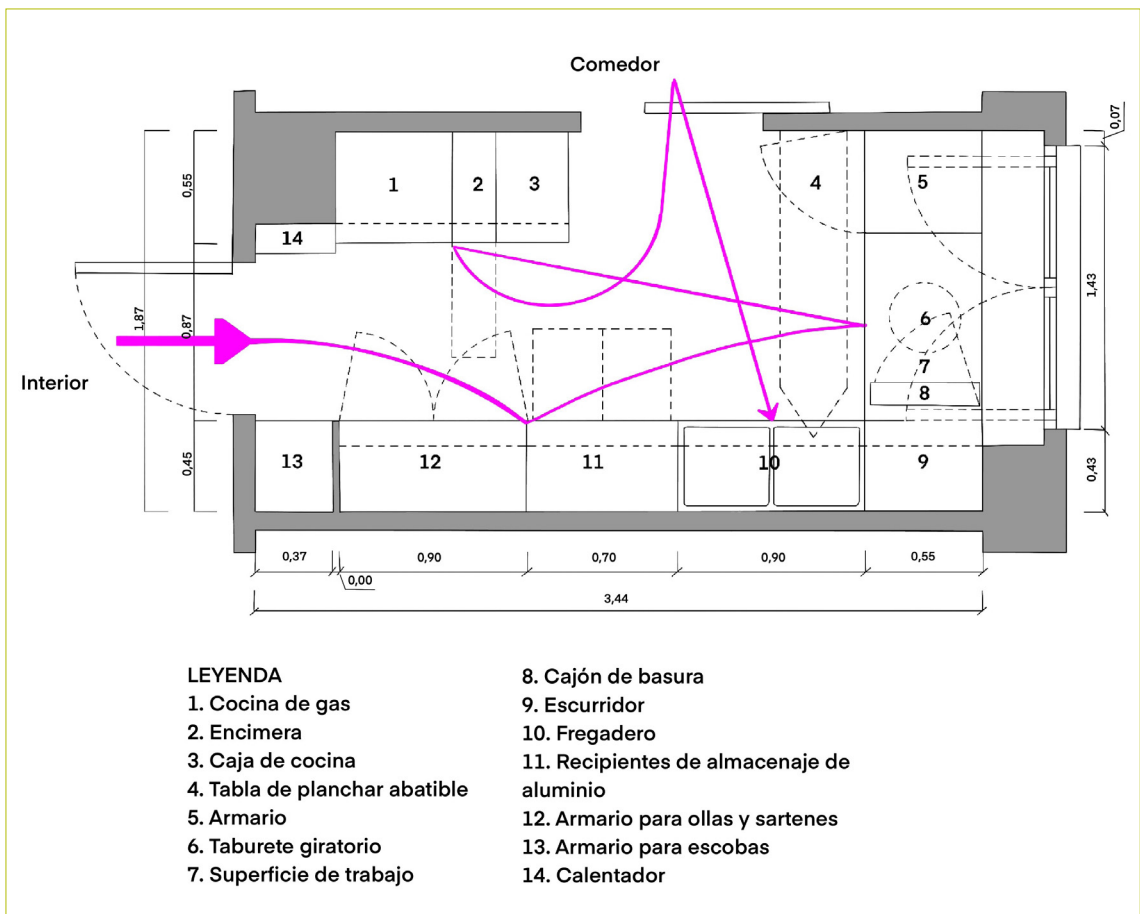 Comedor
0,07
0,55
1
2
3
4
5
14
1,87
0,87
1,43
6
Interior
7
8
0,45
13
12
11
10
9
0,43
0,37
0,90
0,70
0,90
0,55
0,00
3,44
LEYENDA
1. Cocina de gas
2. Encimera
3. Caja de cocina
4. Tabla de planchar abatible
5. Armario
6. Taburete giratorio
7. Superficie de trabajo
8. Cajón de basura
9. Escurridor
10. Fregadero
11. Recipientes de almacenaje de
aluminio
12. Armario para ollas y sartenes
13. Armario para escobas
14. Calentador